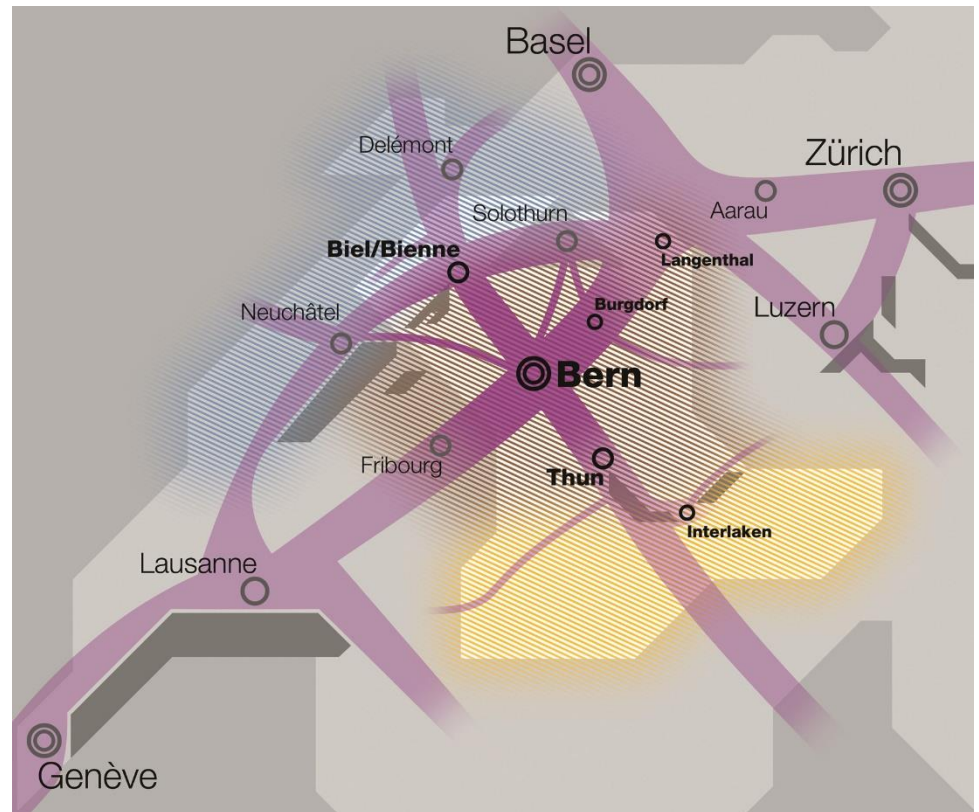 Basel
Delémont
Zürich
Solothurn
Aarau
Biel/Bienne
Langenthal
Neuchâtel
Burgdorf
Luzern
Bern
Fribourg
Thun
Interlaken
Lausanne
Genève